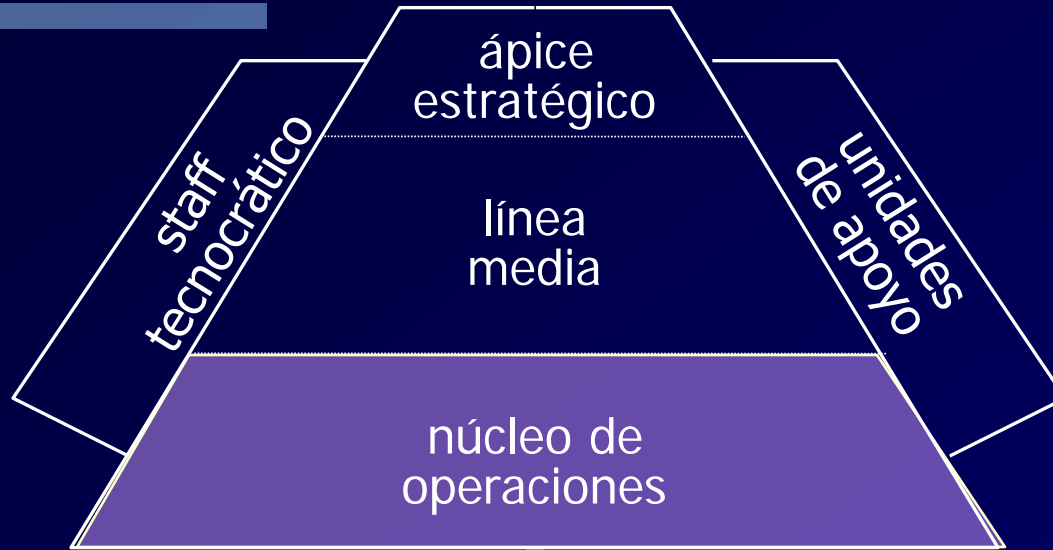 ápice
estratégico
staff
tecnocrático
línea
media
unidades
de apoyo
núcleo de
operaciones